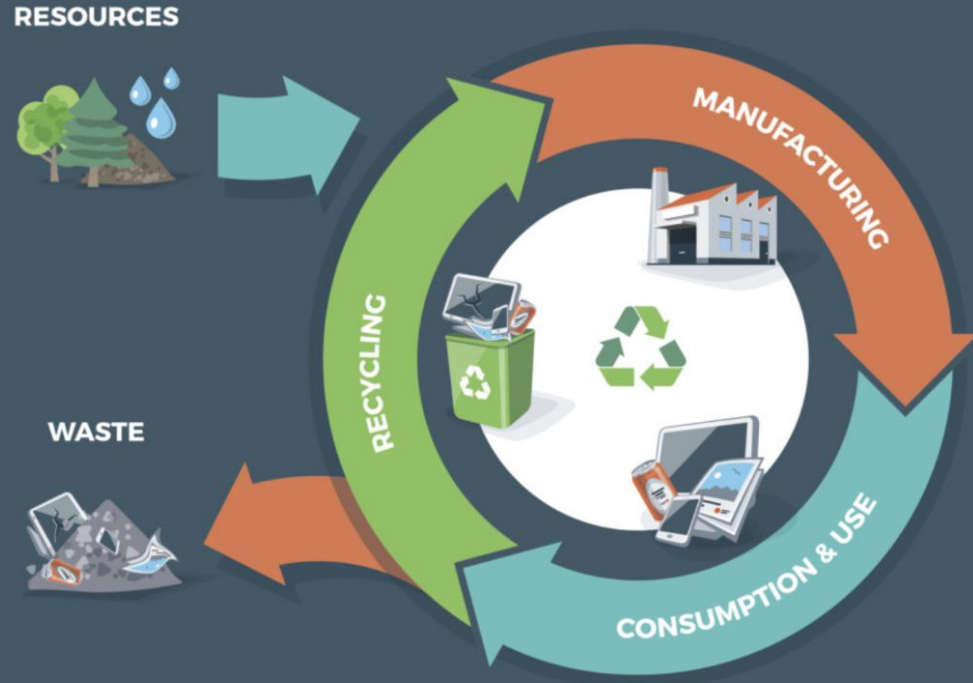 RESOURCES
MANUFACTURING
RECYCLING
WASTE
CONSUMPTION & USE